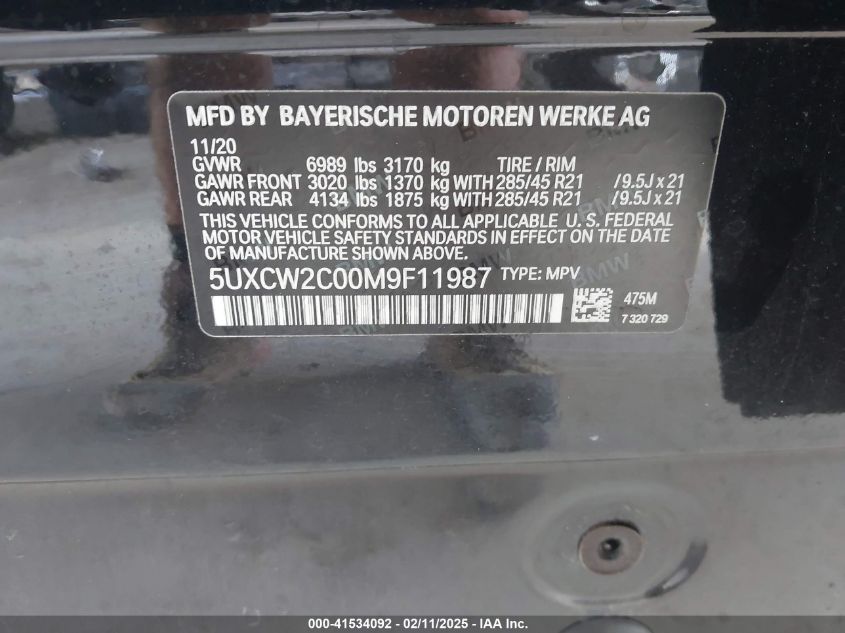 MFD BY BAYERISCHE MOTOREN WERKE AG
11/20
GVWR 6989 lbs 3170 kg TIRE / RIM
GAWR FRONT 3020 lbs 1370 kg WITH 285/45 R21 /9.5J x 21
GAWR REAR 4134 lbs 1875 kg WITH 285/45 R21 /9.5J x 21
THIS VEHICLE CONFORMS TO ALL APPLICABLE U. S. FEDERAL
MOTOR VEHICLE SAFETY STANDARDS IN EFFECT ON THE DATE
OF MANUFACTURE SHOWN ABOVE.
5UXCW2C00M9F11987 TYPE: MPV
475M
7 320 729
000-41534092 - 02/11/2025 - IAA Inc.